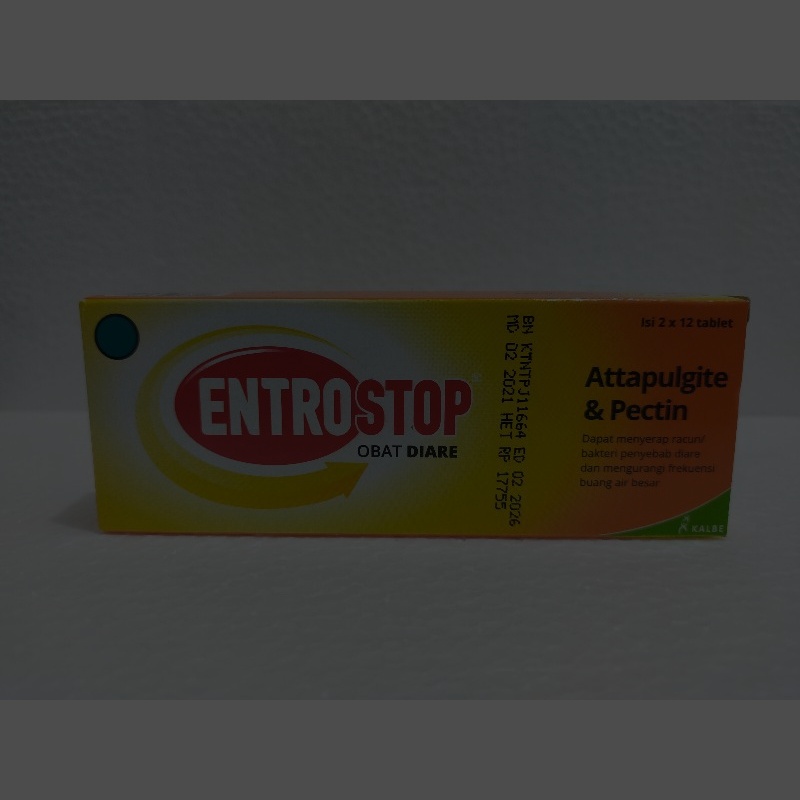 ENTROSTOP
OBAT DIARE
BN KTNTPJ11664 ED 02 2026
MD 02 2021 HET RP 17755
Isi 2 x 12 tablet
Attapulgite
& Pectin
Dapat menyerap racun/
bakteri penyebab diare
dan mengurangi frekuensi
buang air besar.
KALBE